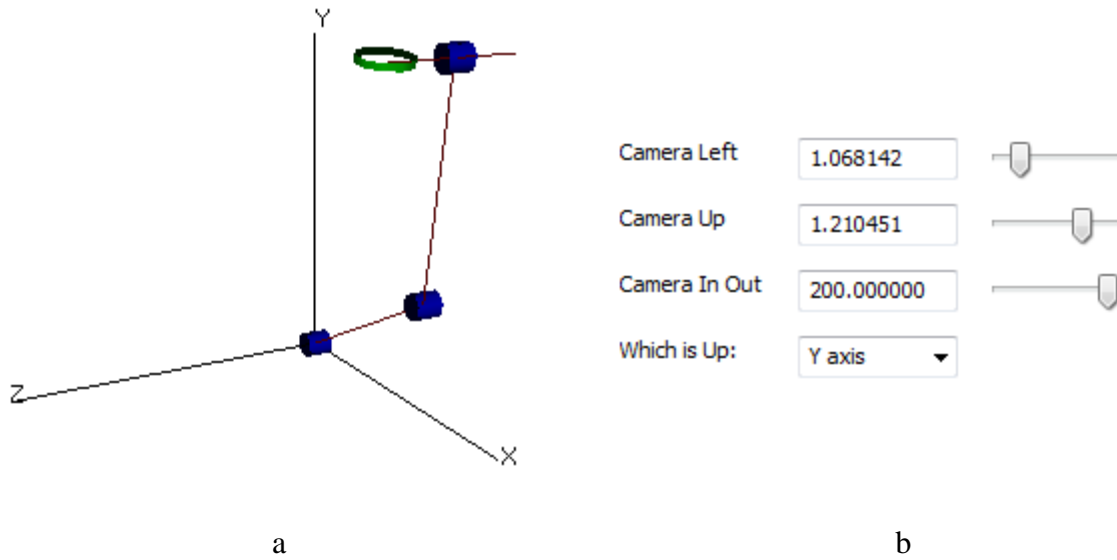 Y
Z
X
Camera Left 1.068142
Camera Up 1.210451
Camera In Out 200.000000
Which is Up: Y axis
a b